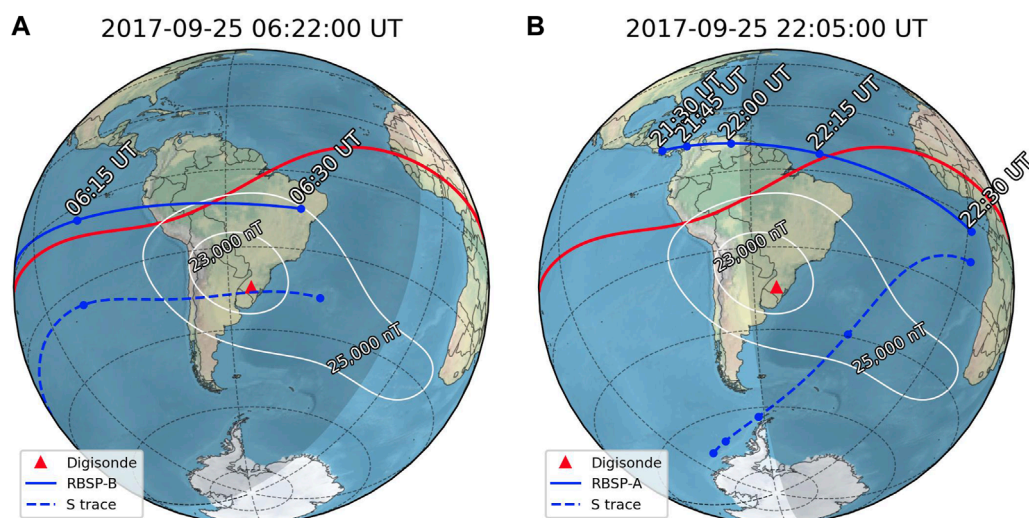 A
2017-09-25 06:22:00 UT
06:15 UT
06:30 UT
23,000 nT
25,000 nT
Digisonde
RBSP-B
S trace
B
2017-09-25 22:05:00 UT
21:30 UT
21:45 UT
22:00 UT
22:15 UT
22:30 UT
23,000 nT
25,000 nT
Digisonde
RBSP-A
S trace